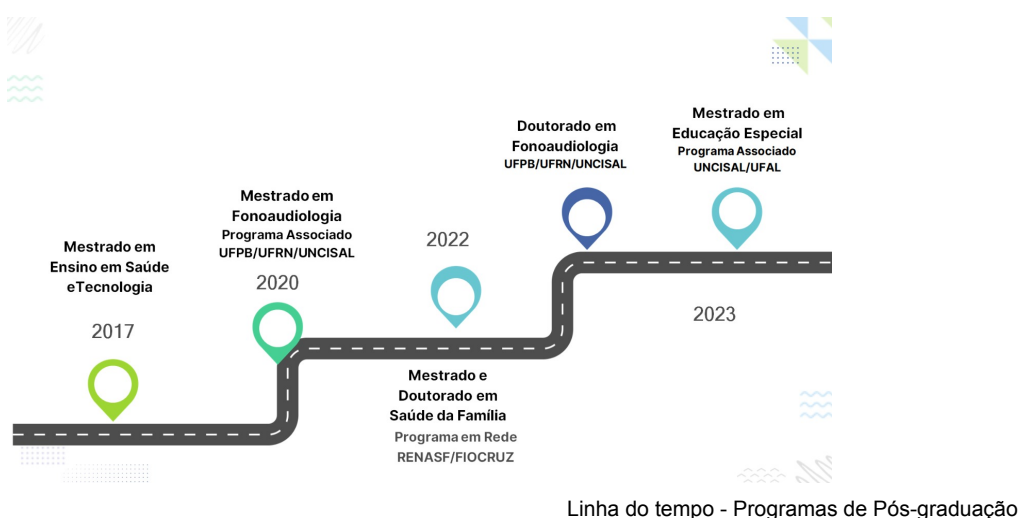 Mestrado em
Ensino em Saúde
eTecnologia
2017
Mestrado em
Fonoaudiologia
Programa Associado
UFPB/UFRN/UNCISAL
2020
2022
Mestrado e
Doutorado em
Saúde da Família
Programa em Rede
RENASF/FIOCRUZ
Doutorado em
Fonoaudiologia
UFPB/UFRN/UNCISAL
Mestrado em
Educação Especial
Programa Associado
UNCISAL/UFAL
2023
Linha do tempo - Programas de Pós-graduação